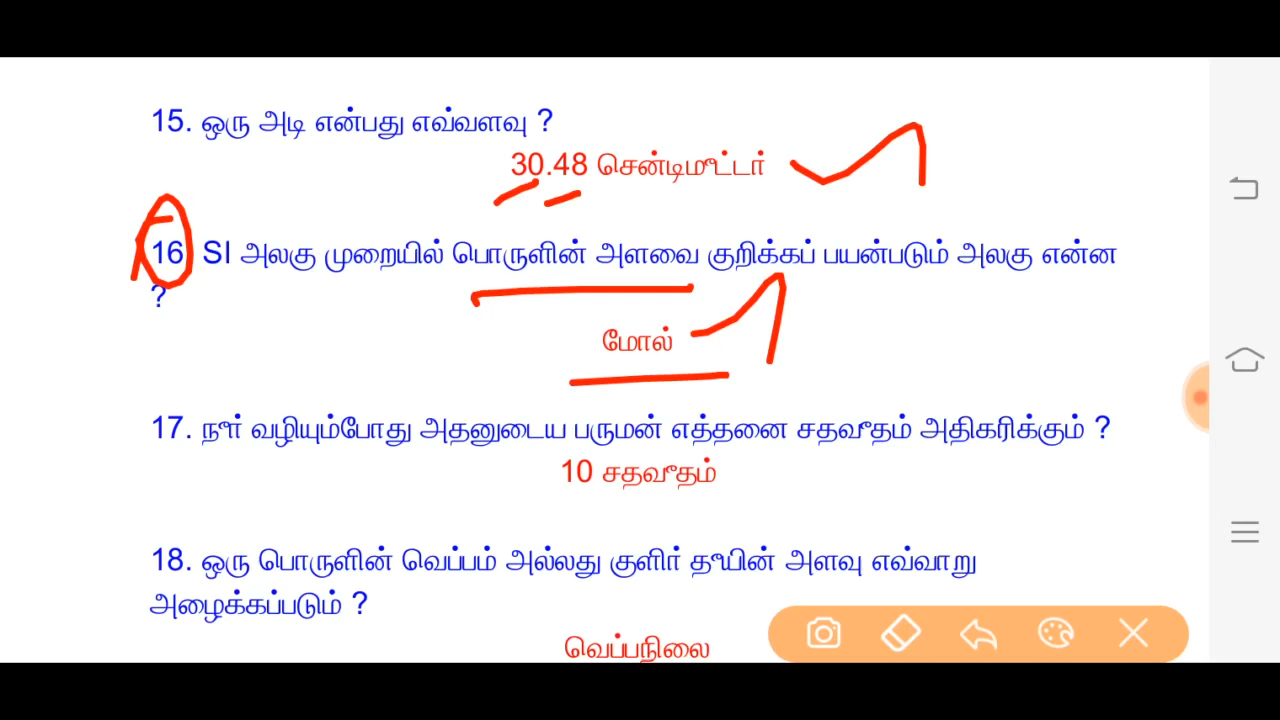 15. ஒரு அடி என்பது எவ்வளவு ?
30.48 சென்டிமீட்டர்
16. SI அலகு முறையில் பொருளின் அளவை குறிக்கப் பயன்படும் அலகு என்ன
?
மோல்
17. நீர் வழியும்போது அதனுடைய பருமன் எத்தனை சதவீதம் அதிகரிக்கும் ?
10 சதவீதம்
18. ஒரு பொருளின் வெப்பம் அல்லது குளிர் தீயின் அளவு எவ்வாறு
அழைக்கப்படும் ?
வெப்பநிலை